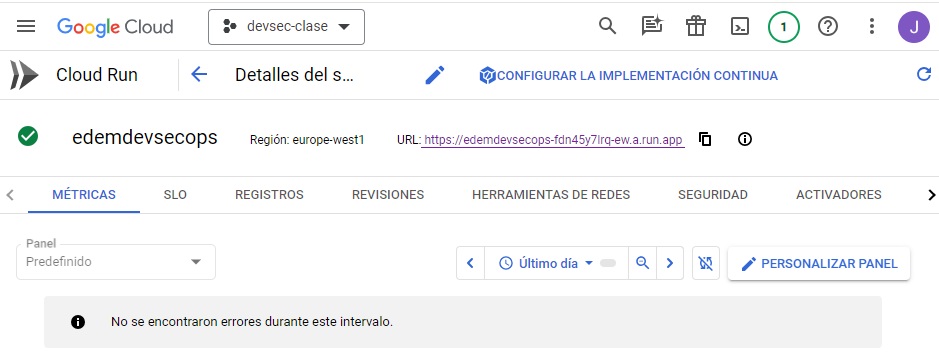 Google Cloud devsec-clase 1 J
Cloud Run Detalles del s... CONFIGURAR LA IMPLEMENTACIÓN CONTINUA
edemdevsecops Región: europe-west1 URL: https://edemdevsecops-fdn45y7lrq-ew.a.run.app
MÉTRICAS SLO REGISTROS REVISIONES HERRAMIENTAS DE REDES SEGURIDAD ACTIVADORES
Panel
Predefinido Último día PERSONALIZAR PANEL
No se encontraron errores durante este intervalo.